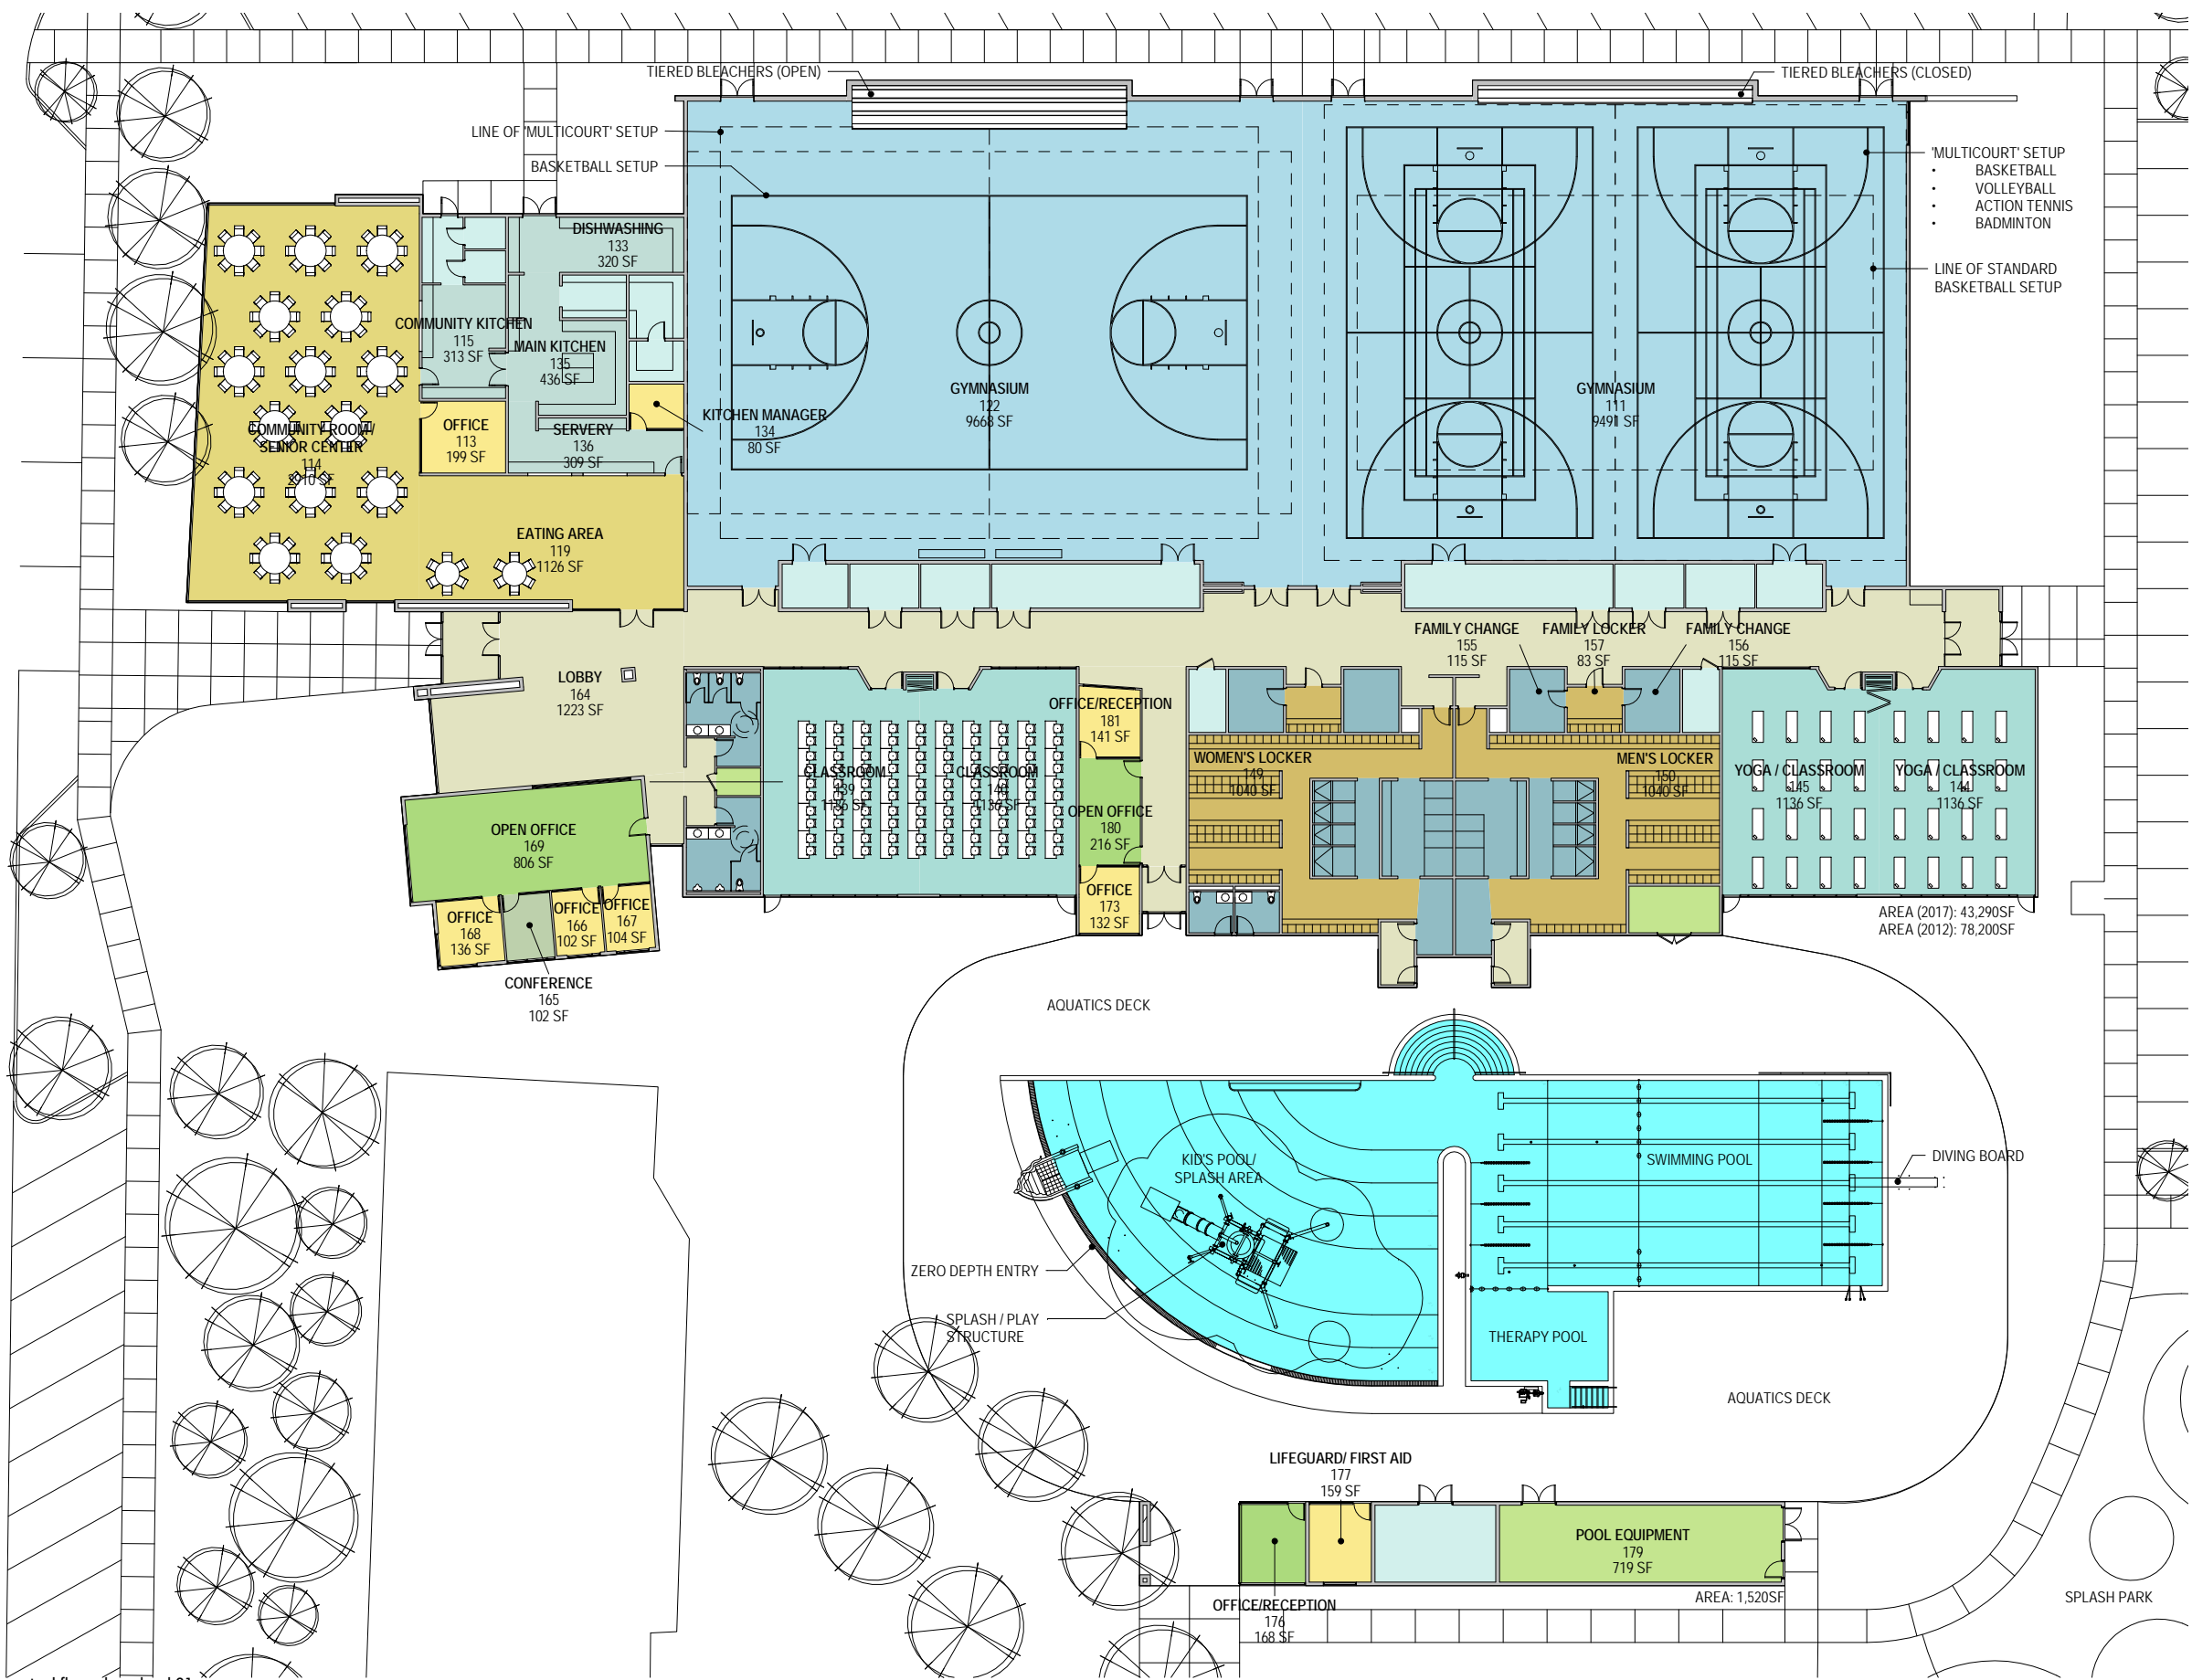 TIERED BLEACHERS (OPEN)
TIERED BLEACHERS (CLOSED)
LINE OF 'MULTICOURT' SETUP
BASKETBALL SETUP
'MULTICOURT' SETUP
• BASKETBALL
• VOLLEYBALL
• ACTION TENNIS
• BADMINTON
LINE OF STANDARD
BASKETBALL SETUP
DISHWASHING
133
320 SF
COMMUNITY KITCHEN
115
313 SF
MAIN KITCHEN
135
436 SF
GYMNASIUM
122
9668 SF
GYMNASIUM
111
9491 SF
KITCHEN MANAGER
134
80 SF
OFFICE
113
199 SF
SERVERY
136
309 SF
COMMUNITY ROOM/
SENIOR CENTER
114
2910 SF
EATING AREA
119
1126 SF
LOBBY
164
1223 SF
FAMILY CHANGE
155
115 SF
FAMILY LOCKER
157
83 SF
FAMILY CHANGE
156
115 SF
OFFICE/RECEPTION
181
141 SF
CLASSROOM
139
1136 SF
CLASSROOM
140
1136 SF
WOMEN'S LOCKER
149
1040 SF
MEN'S LOCKER
150
1040 SF
YOGA / CLASSROOM
145
1136 SF
YOGA / CLASSROOM
144
1136 SF
OPEN OFFICE
180
216 SF
OPEN OFFICE
169
806 SF
OFFICE
173
132 SF
OFFICE
168
136 SF
OFFICE
166
102 SF
OFFICE
167
104 SF
CONFERENCE
165
102 SF
AREA (2017): 43,290SF
AREA (2012): 78,200SF
AQUATICS DECK
KID'S POOL/
SPLASH AREA
SWIMMING POOL
DIVING BOARD
ZERO DEPTH ENTRY
SPLASH / PLAY
STRUCTURE
THERAPY POOL
AQUATICS DECK
LIFEGUARD/ FIRST AID
177
159 SF
POOL EQUIPMENT
179
719 SF
AREA: 1,520SF
OFFICE/RECEPTION
176
168 SF
SPLASH PARK